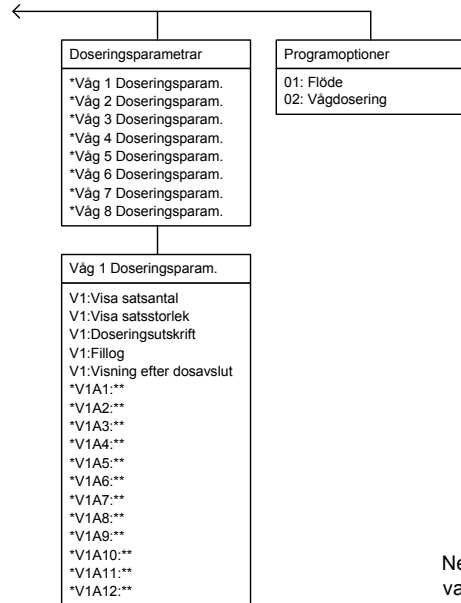 Doseringsparametrar
*Våg 1 Doseringsparam.
*Våg 2 Doseringsparam.
*Våg 3 Doseringsparam.
*Våg 4 Doseringsparam.
*Våg 5 Doseringsparam.
*Våg 6 Doseringsparam.
*Våg 7 Doseringsparam.
*Våg 8 Doseringsparam.
Programoptioner
01: Flöde
02: Vågdosering
Våg 1 Doseringsparam.
V1:Visa satsantal
V1:Visa satsstorlek
V1:Doseringsutskrift
V1:Fillog
V1:Visning efter dosavslut
*V1A1:**
*V1A2:**
*V1A3:**
*V1A4:**
*V1A5:**
*V1A6:**
*V1A7:**
*V1A8:**
*V1A9:**
*V1A10:**
*V1A11:**
*V1A12:**
Ne
va